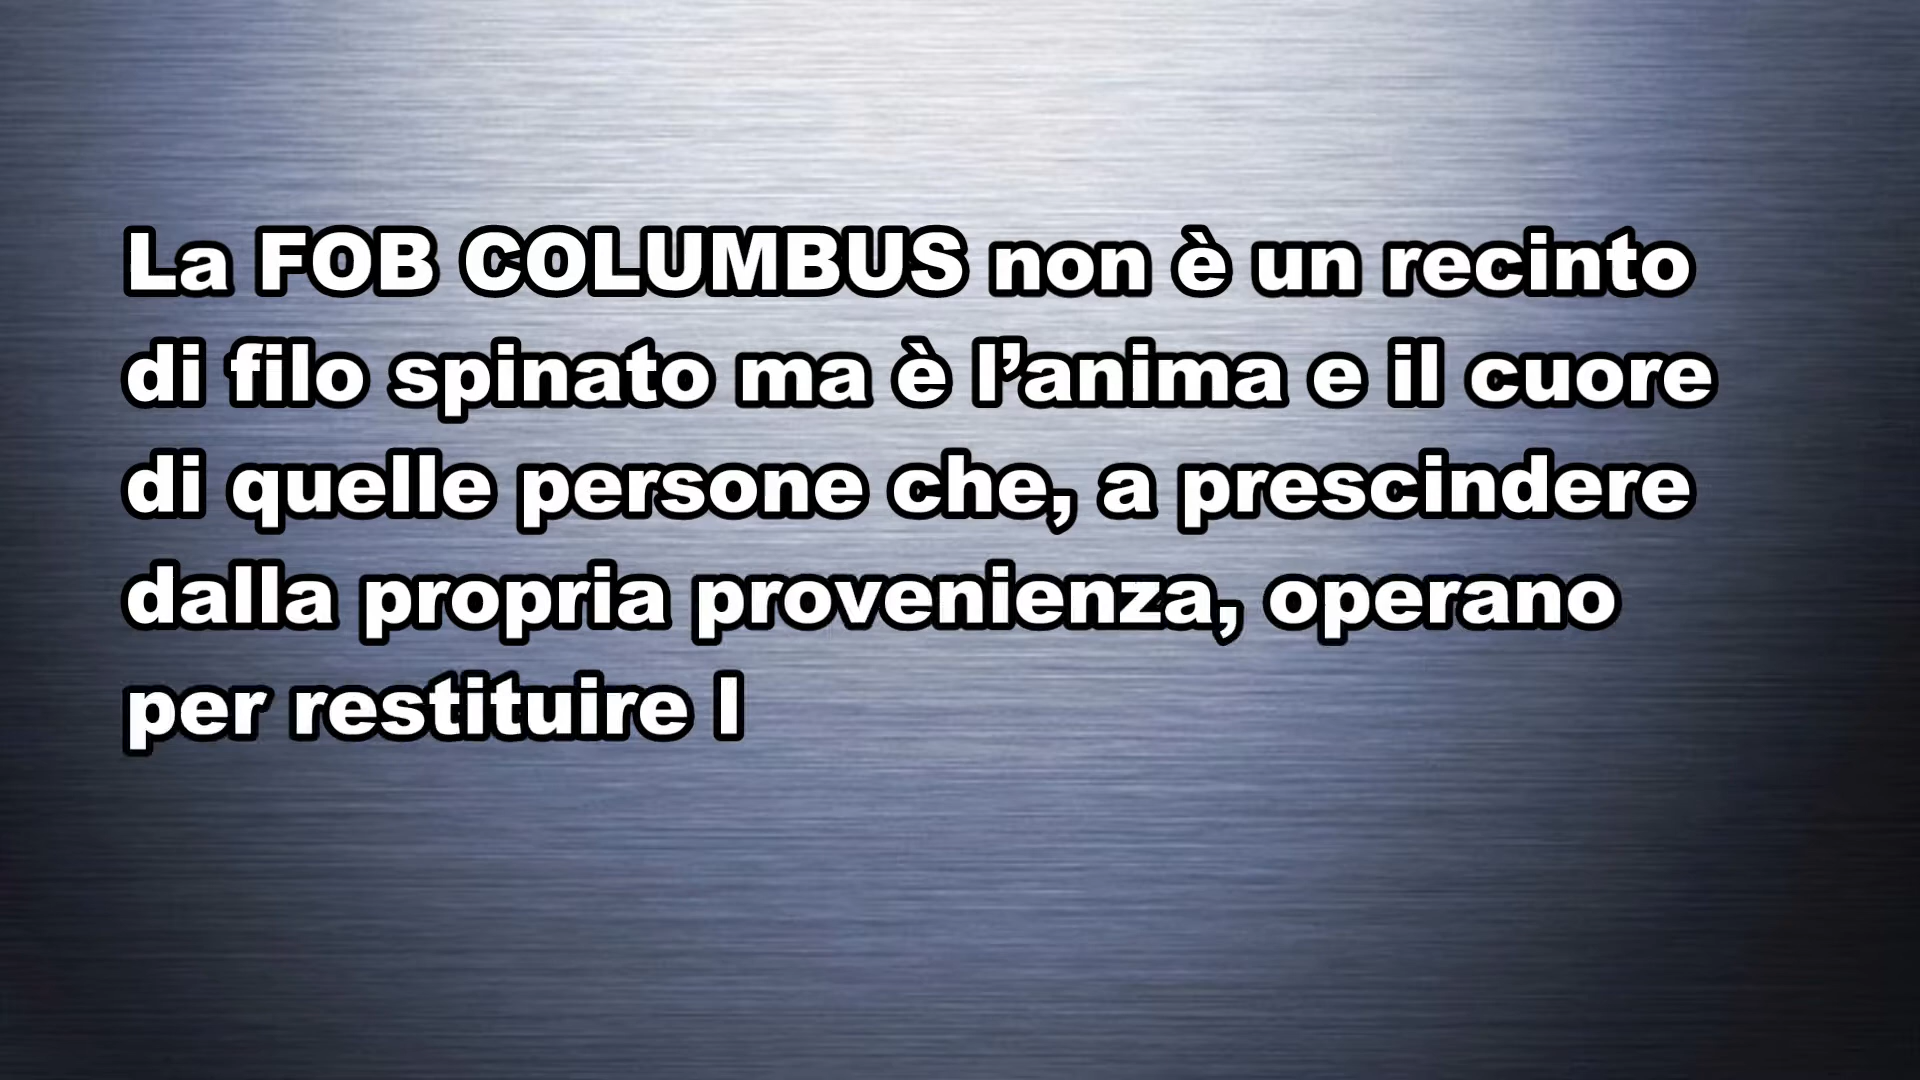 La FOB COLUMBUS non è un recinto
di filo spinato ma è l’anima e il cuore
di quelle persone che, a prescindere
dalla propria provenienza, operano
per restituire l